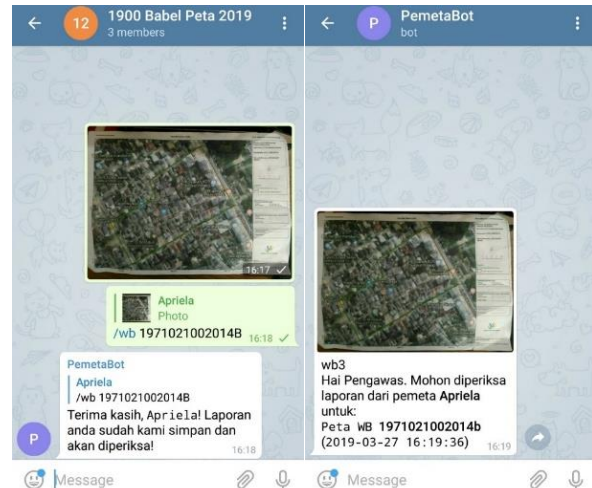 12
1900 Babel Peta 2019
3 members
16:17
Apriela
Photo
/wb 1971021002014B
16:18
PemetaBot
Apriela
/wb 1971021002014B
Terima kasih, Apriela! Laporan
anda sudah kami simpan dan
akan diperiksa!
16:18
P
Message
P
PemetaBot
bot
wb3
Hai Pengawas. Mohon diperiksa
laporan dari pemeta Apriela
untuk:
Peta WB 1971021002014b
(2019-03-27 16:19:36)
16:19
Message